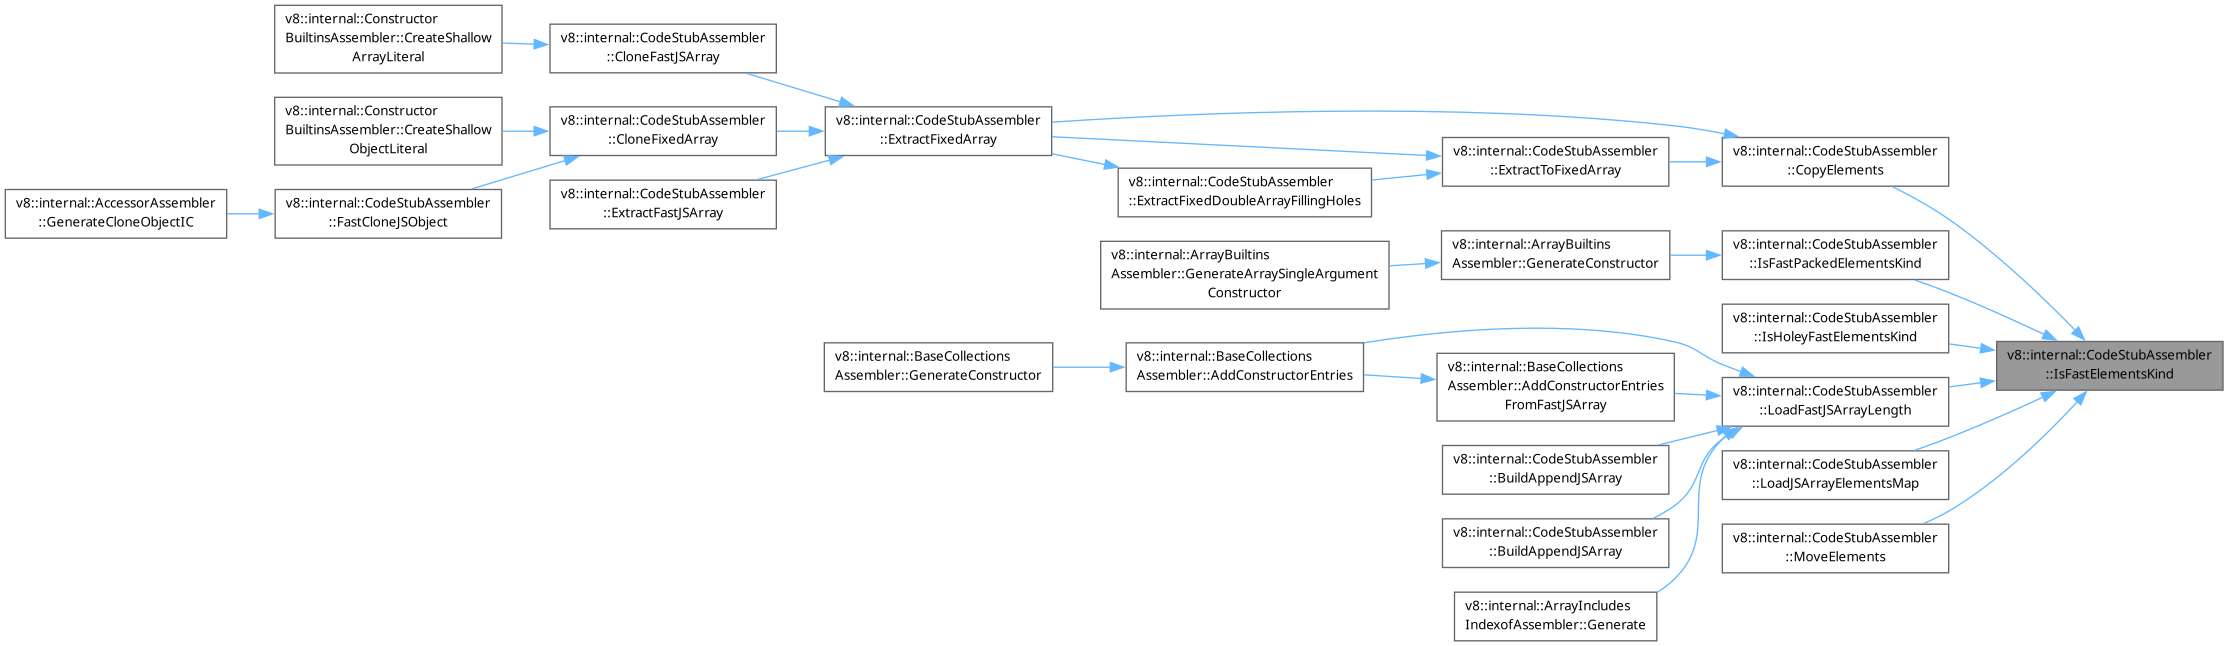 v8::internal::Constructor
BuiltinsAssembler::CreateShallow
ArrayLiteral
v8::internal::CodeStubAssembler
::CloneFastJSArray
v8::internal::Constructor
BuiltinsAssembler::CreateShallow
ObjectLiteral
v8::internal::CodeStubAssembler
::CloneFixedArray
v8::internal::CodeStubAssembler
::ExtractFixedArray
v8::internal::CodeStubAssembler
::ExtractToFixedArray
v8::internal::CodeStubAssembler
::CopyElements
v8::internal::AccessorAssembler
::GenerateCloneObjectIC
v8::internal::CodeStubAssembler
::FastCloneJSObject
v8::internal::CodeStubAssembler
::ExtractFastJSArray
v8::internal::CodeStubAssembler
::ExtractFixedDoubleArrayFillingHoles
v8::internal::ArrayBuiltins
Assembler::GenerateArraySingleArgument
Constructor
v8::internal::ArrayBuiltins
Assembler::GenerateConstructor
v8::internal::CodeStubAssembler
::IsFastPackedElementsKind
v8::internal::CodeStubAssembler
::IsHoleyFastElementsKind
v8::internal::CodeStubAssembler
::IsFastElementsKind
v8::internal::BaseCollections
Assembler::GenerateConstructor
v8::internal::BaseCollections
Assembler::AddConstructorEntries
v8::internal::BaseCollections
Assembler::AddConstructorEntries
FromFastJSArray
v8::internal::CodeStubAssembler
::LoadFastJSArrayLength
v8::internal::CodeStubAssembler
::BuildAppendJSArray
v8::internal::CodeStubAssembler
::LoadJSArrayElementsMap
v8::internal::CodeStubAssembler
::BuildAppendJSArray
v8::internal::CodeStubAssembler
::MoveElements
v8::internal::ArrayIncludes
IndexofAssembler::Generate